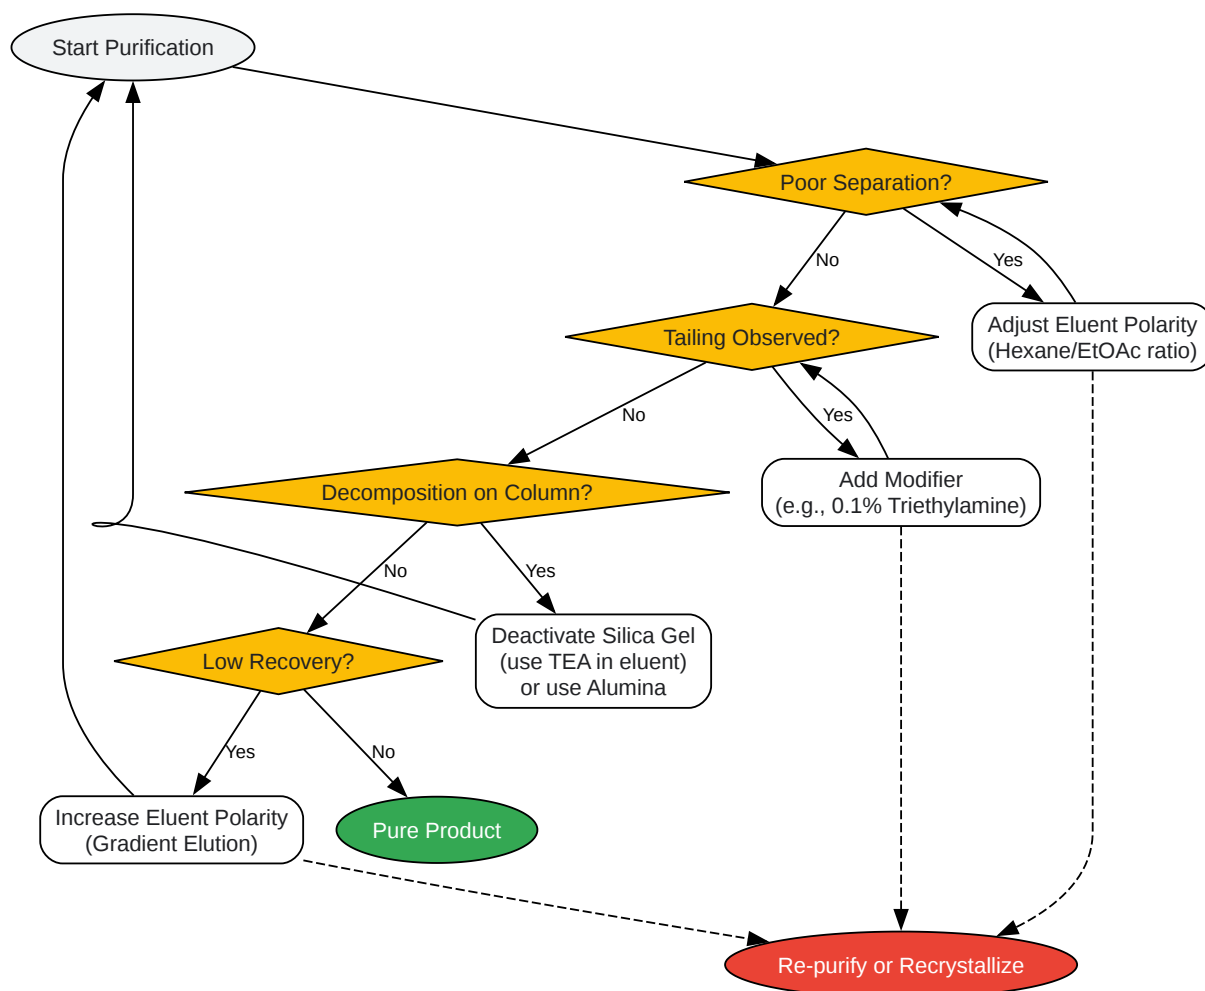 Start Purification
Poor Separation?
No
Yes
Adjust Eluent Polarity
(Hexane/EtOAc ratio)
Tailing Observed?
No
Yes
Add Modifier
(e.g., 0.1% Triethylamine)
Decomposition on Column?
No
Yes
Deactivate Silica Gel
(use TEA in eluent)
or use Alumina
Low Recovery?
Yes
No
Increase Eluent Polarity
(Gradient Elution)
Pure Product
Re-purify or Recrystallize